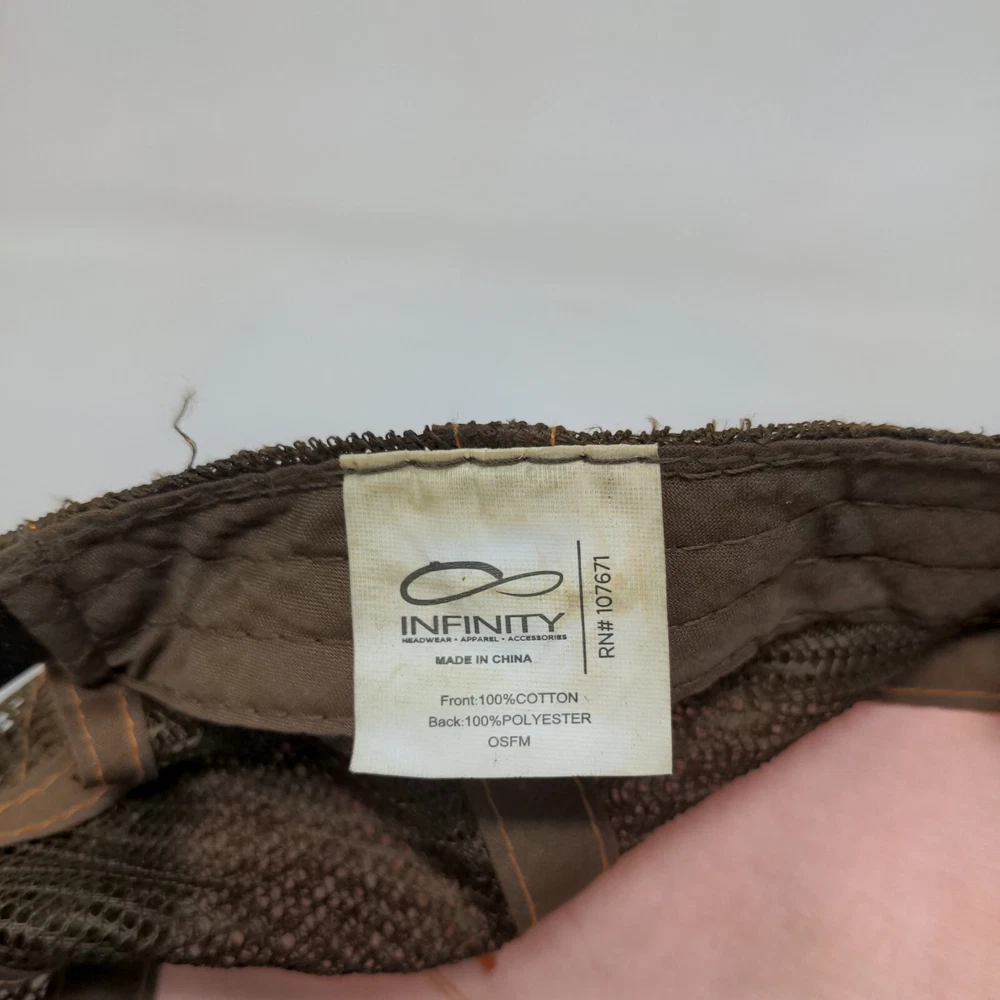 INFINITY
HEADWEAR • APPAREL • ACCESSORIES
MADE IN CHINA
Front:100%COTTON
Back:100%POLYESTER
OSFM
RN# 107671